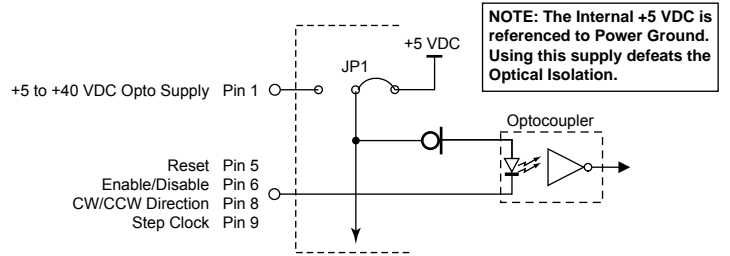 NOTE: The Internal +5 VDC is
referenced to Power Ground.
Using this supply defeats the
Optical Isolation.
+5 VDC
JP1
+5 to +40 VDC Opto Supply Pin 1
Optocoupler
Reset Pin 5
Enable/Disable Pin 6
CW/CCW Direction Pin 8
Step Clock Pin 9